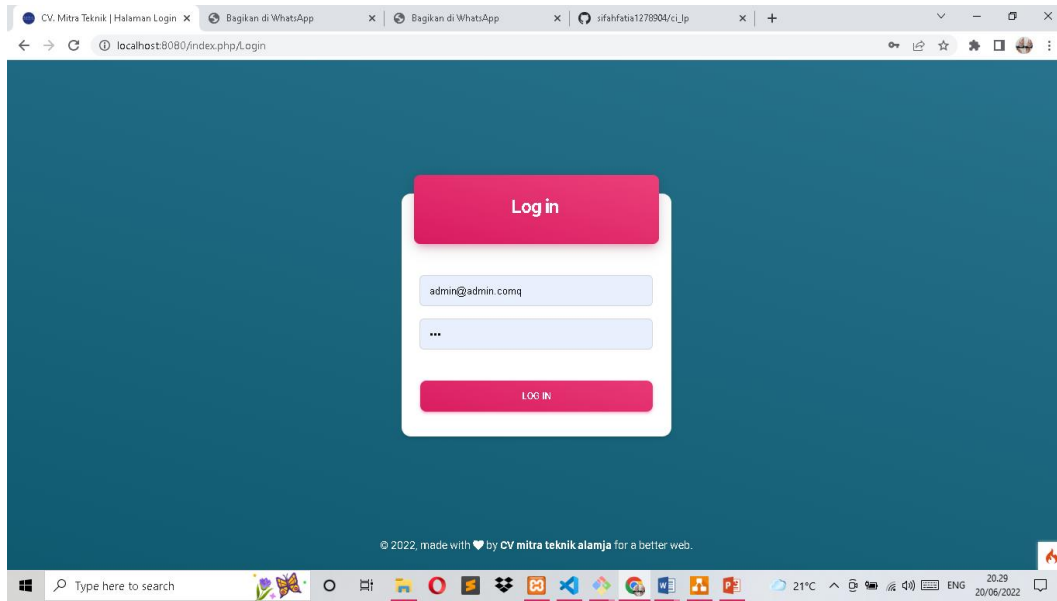 CV. Mitra Teknik | Halaman Login
Bagikan di WhatsApp
Bagikan di WhatsApp
sifahfatia1278904/ci_lp
localhost:8080/index.php/Login
Log in
admin@admin.comq
•••
LOG IN
© 2022, made with ♥ by CV mitra teknik alamja for a better web.
Type here to search
21°C
ENG
20.29
20/06/2022